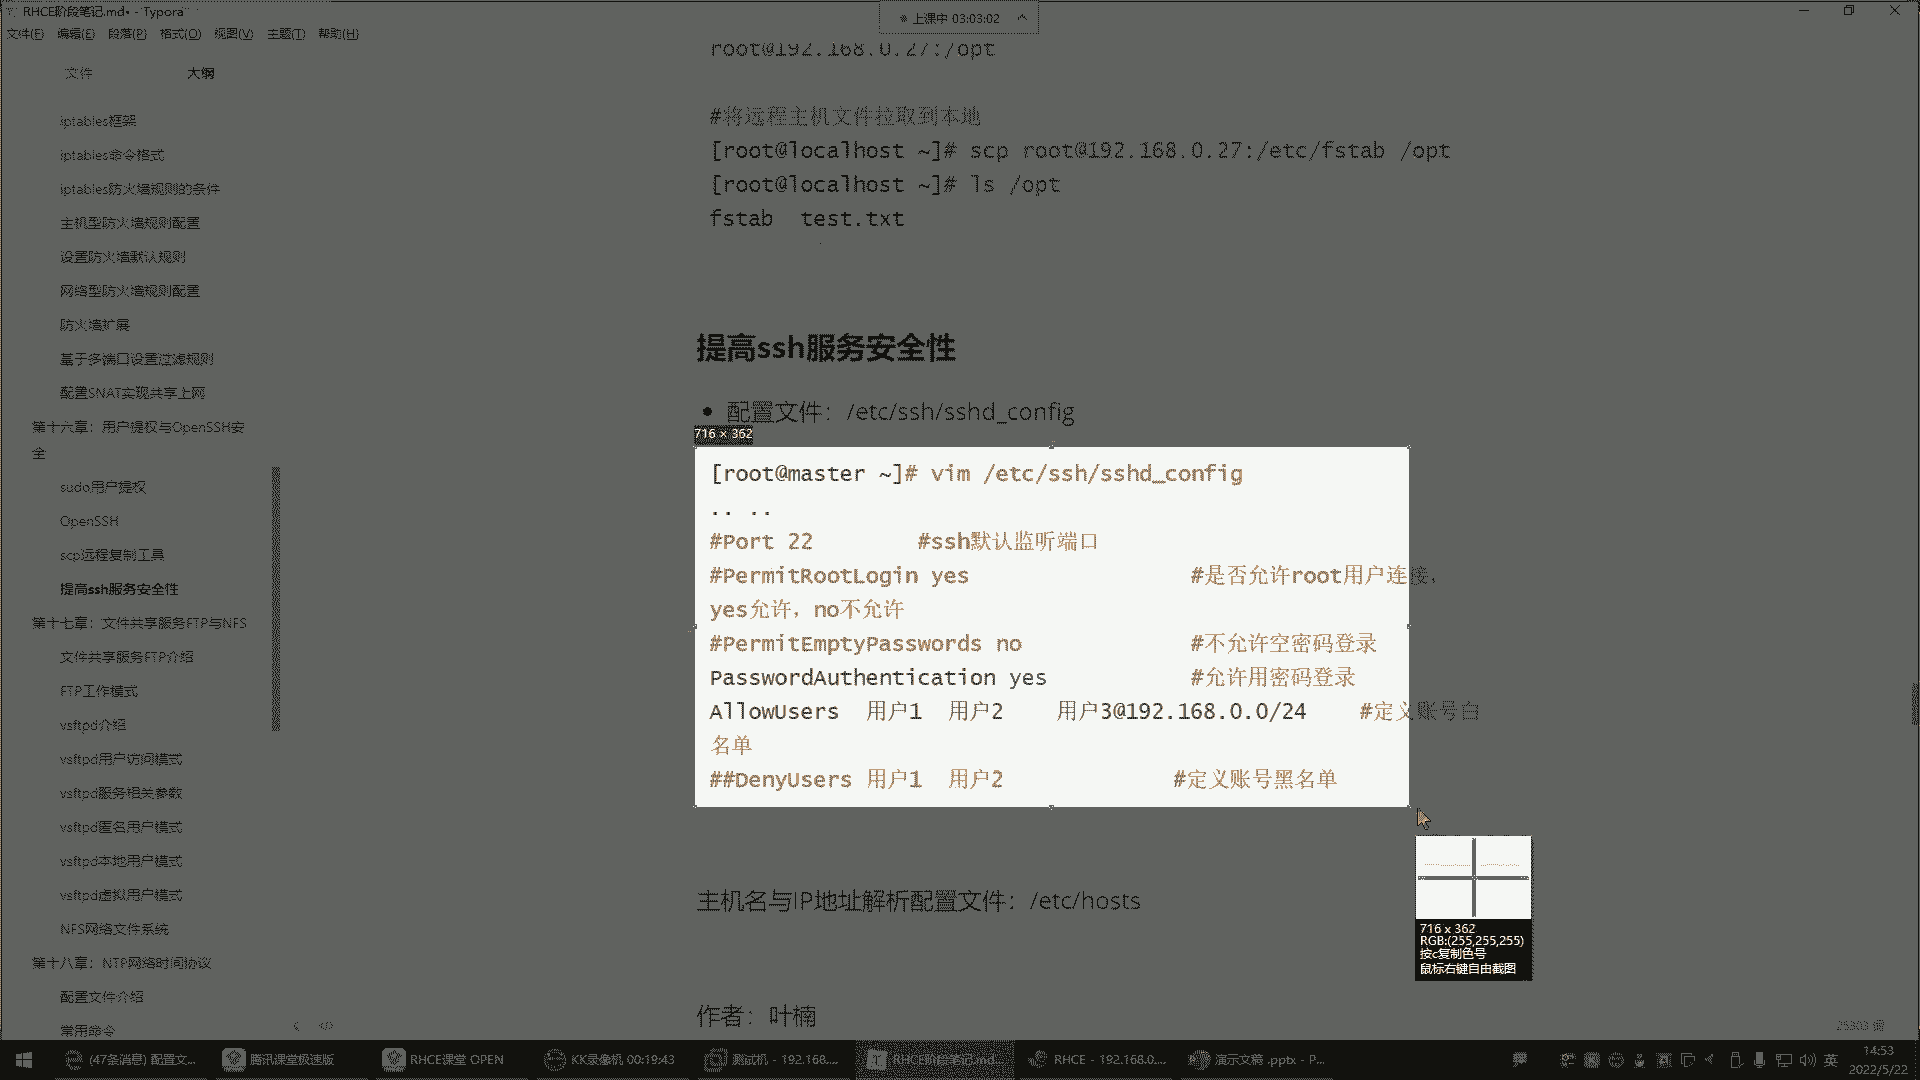 RHCE阶段笔记.md• - Typora
上课中 03:03:02
文件(F) 编辑(E) 段落(P) 格式(O) 视图(V) 主题(T) 帮助(H)
文件 大纲
iptables框架
iptables命令格式
iptables防火墙规则的条件
主机型防火墙规则配置
设置防火墙默认规则
网络型防火墙规则配置
防火墙扩展
基于多端口设置过滤规则
配置SNAT实现共享上网
第十六章：用户提权与OpenSSH安
全
sudo用户提权
OpenSSH
scp远程复制工具
提高ssh服务安全性
第十七章：文件共享服务FTP与NFS
文件共享服务FTP介绍
FTP工作模式
vsftpd介绍
vsftpd用户访问模式
vsftpd服务相关参数
vsftpd匿名用户模式
vsftpd本地用户模式
vsftpd虚拟用户模式
NFS网络文件系统
第十八章：NTP网络时间协议
配置文件介绍
常用命令
root@192.168.0.27:/opt
#将远程主机文件拉取到本地
[root@localhost ~]# scp root@192.168.0.27:/etc/fstab /opt
[root@localhost ~]# ls /opt
fstab  test.txt
提高ssh服务安全性
• 配置文件：/etc/ssh/sshd_config
716 × 362
[root@master ~]# vim /etc/ssh/sshd_config
.. ..
#Port 22 #ssh默认监听端口
#PermitRootLogin yes #是否允许root用户连接，
yes允许，no不允许
#PermitEmptyPasswords no #不允许空密码登录
PasswordAuthentication yes #允许用密码登录
AllowUsers 用户1 用户2 用户3@192.168.0.0/24 #定义账号白
名单
##DenyUsers 用户1 用户2 #定义账号黑名单
716 x 362
RGB:(255,255,255)
按c复制色号
鼠标右键自由截图
主机名与IP地址解析配置文件：/etc/hosts
作者：叶楠
(47条消息) 配置文... 腾讯课堂极速版 RHCE课堂 OPEN KK录像机 00:19:43 测试机 - 192.168.... RHCE阶段笔记.md... RHCE - 192.168.0.... 演示文稿 .pptx - P... 英 14:53
2022/5/22